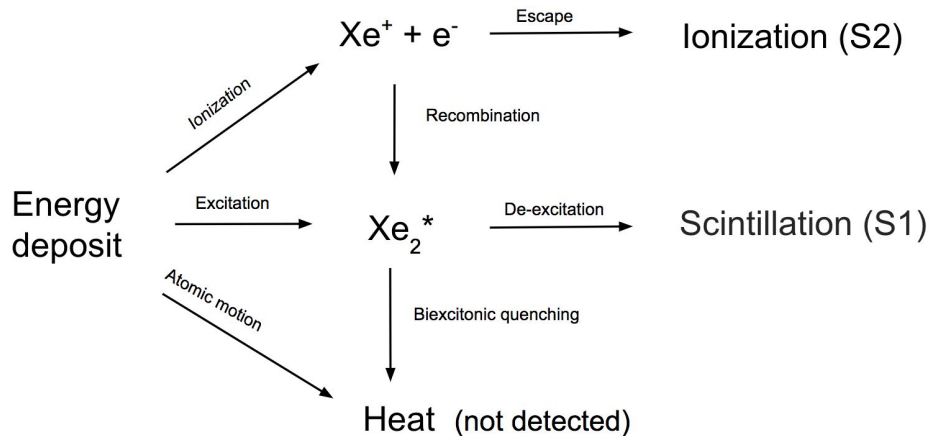 Xe⁺ + e⁻
Escape
Ionization (S2)
Ionization
Recombination
Energy
deposit
Excitation
Xe₂*
De-excitation
Scintillation (S1)
Atomic motion
Biexcitonic quenching
Heat (not detected)